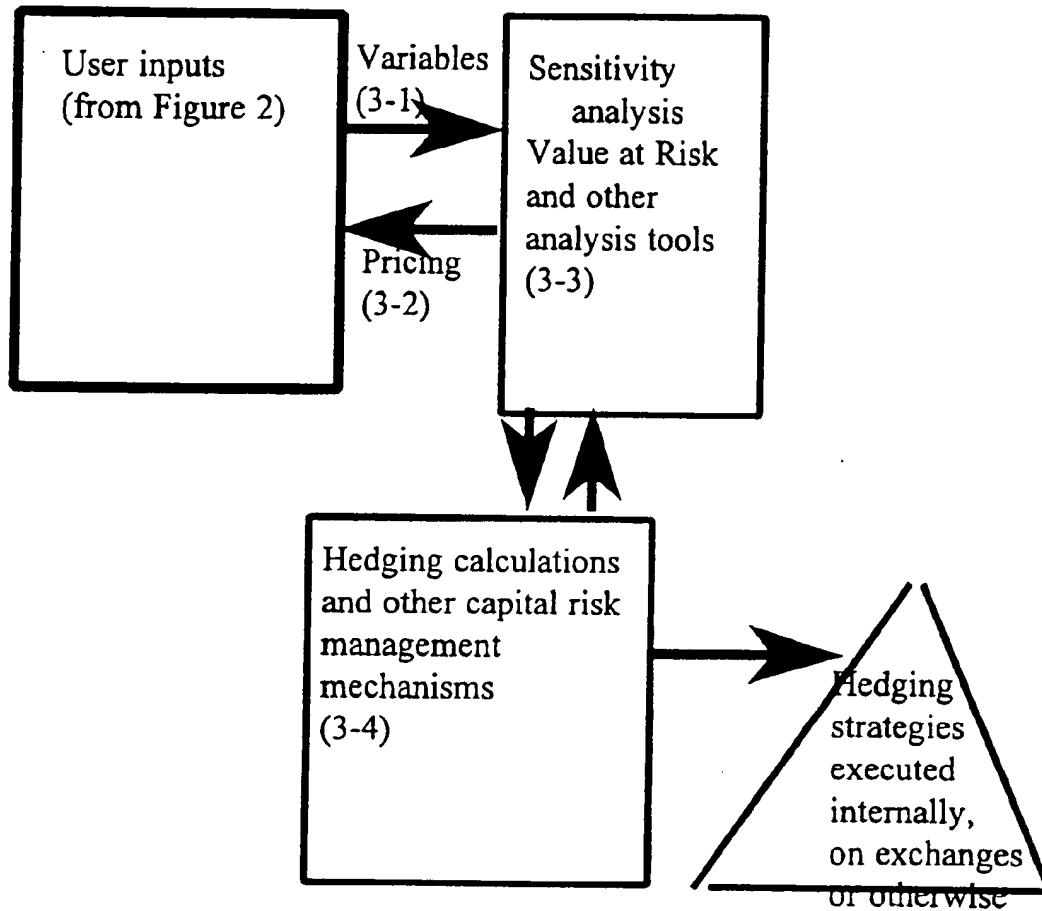 User inputs
(from Figure 2)
Variables
(3-1)
Pricing
(3-2)
Sensitivity
analysis
Value at Risk
and other
analysis tools
(3-3)
Hedging calculations
and other capital risk
management
mechanisms
(3-4)
Hedging
strategies
executed
internally,
on exchanges
or otherwise